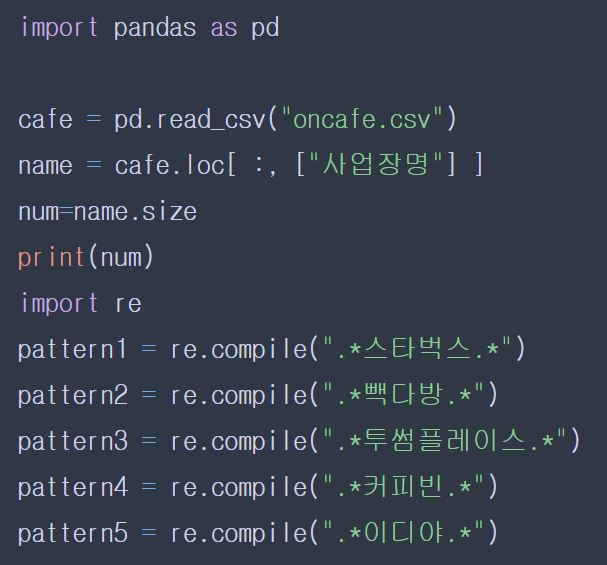 import pandas as pd
cafe = pd.read_csv("oncafe.csv")
name = cafe.loc[ :, ["사업장명"] ]
num=name.size
print(num)
import re
pattern1 = re.compile(".*스타벅스.*")
pattern2 = re.compile(".*빽다방.*")
pattern3 = re.compile(".*투썸플레이스.*")
pattern4 = re.compile(".*커피빈.*")
pattern5 = re.compile(".*이디야.*")